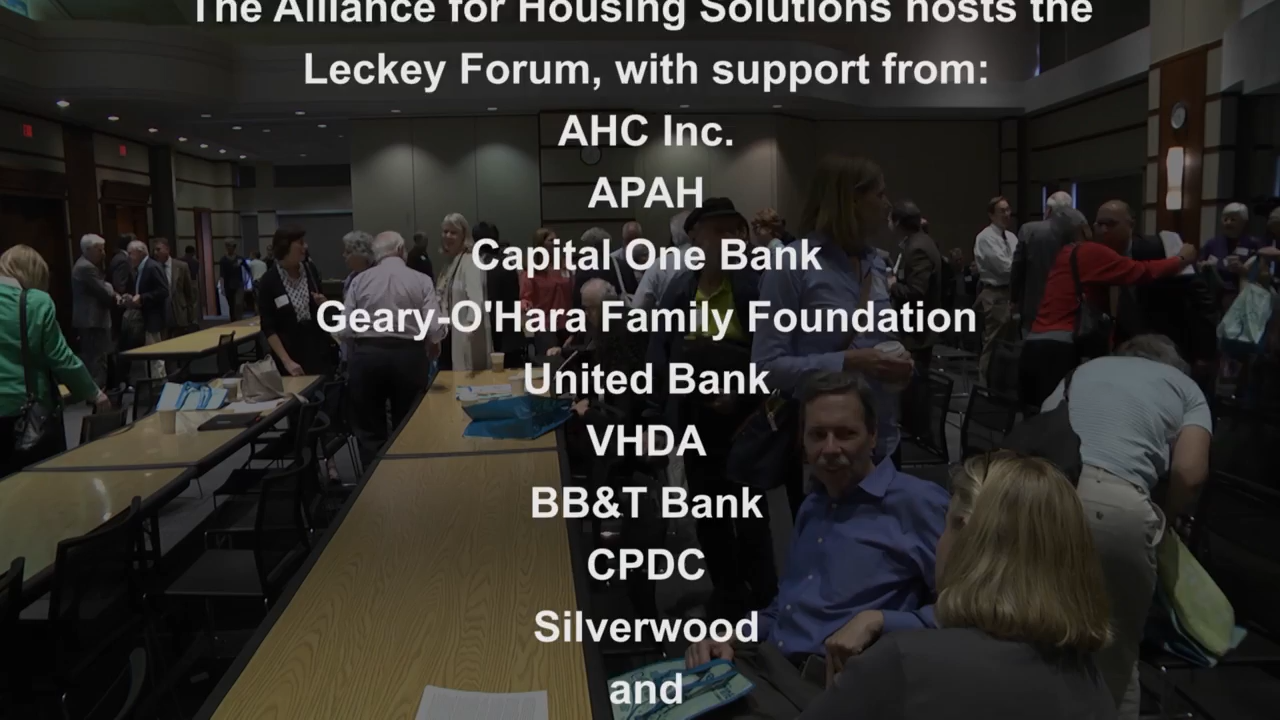 The Alliance for Housing Solutions hosts the
Leckey Forum, with support from:
AHC Inc.
APAH
Capital One Bank
Geary-O'Hara Family Foundation
United Bank
VHDA
BB&T Bank
CPDC
Silverwood
and